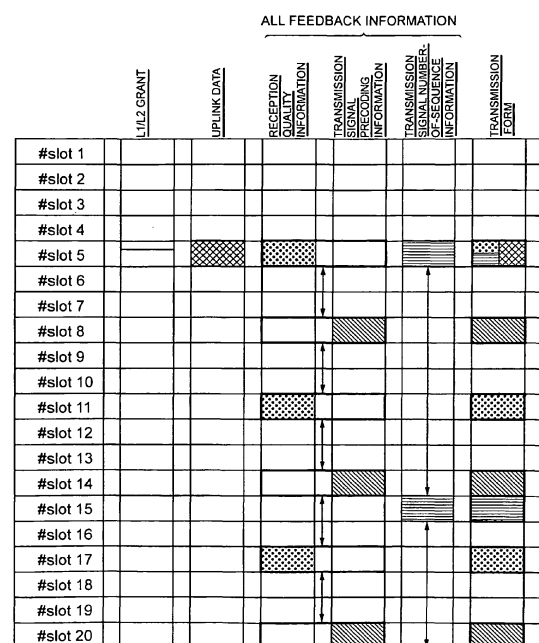 ALL FEEDBACK INFORMATION
L1/L2 GRANT
UPLINK DATA
RECEPTION
QUALITY
INFORMATION
TRANSMISSION
SIGNAL
PRECODING
INFORMATION
TRANSMISSION
SIGNAL NUMBER-
OF-SEQUENCE
INFORMATION
TRANSMISSION
FORM
#slot 1
#slot 2
#slot 3
#slot 4
#slot 5
#slot 6
#slot 7
#slot 8
#slot 9
#slot 10
#slot 11
#slot 12
#slot 13
#slot 14
#slot 15
#slot 16
#slot 17
#slot 18
#slot 19
#slot 20